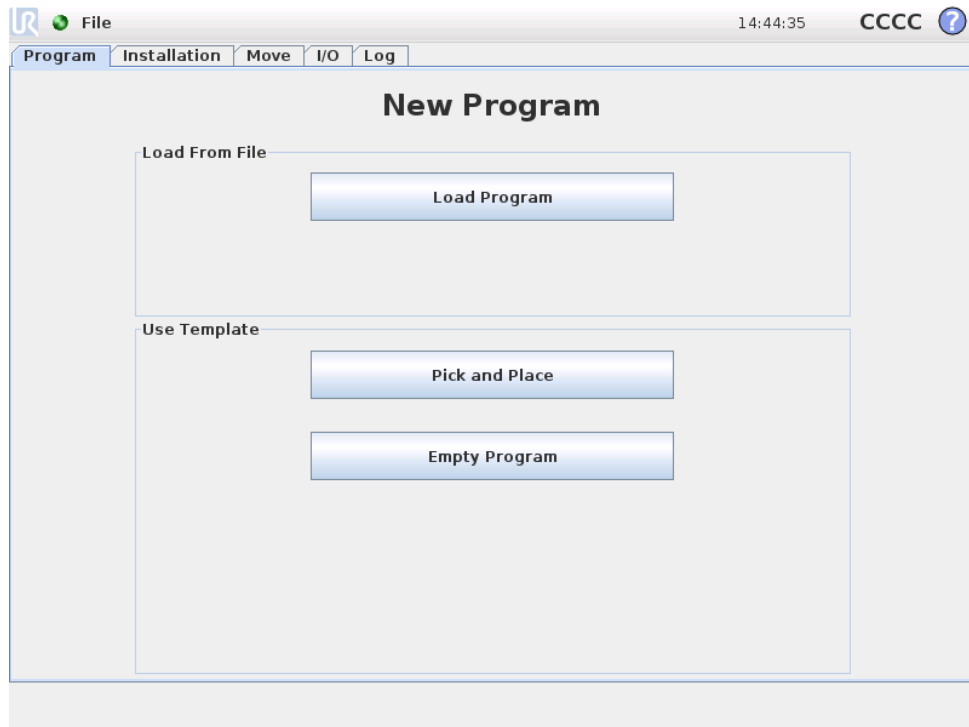 UR File 14:44:35 CCCC ?
Program Installation Move I/O Log
New Program
Load From File
Load Program
Use Template
Pick and Place
Empty Program